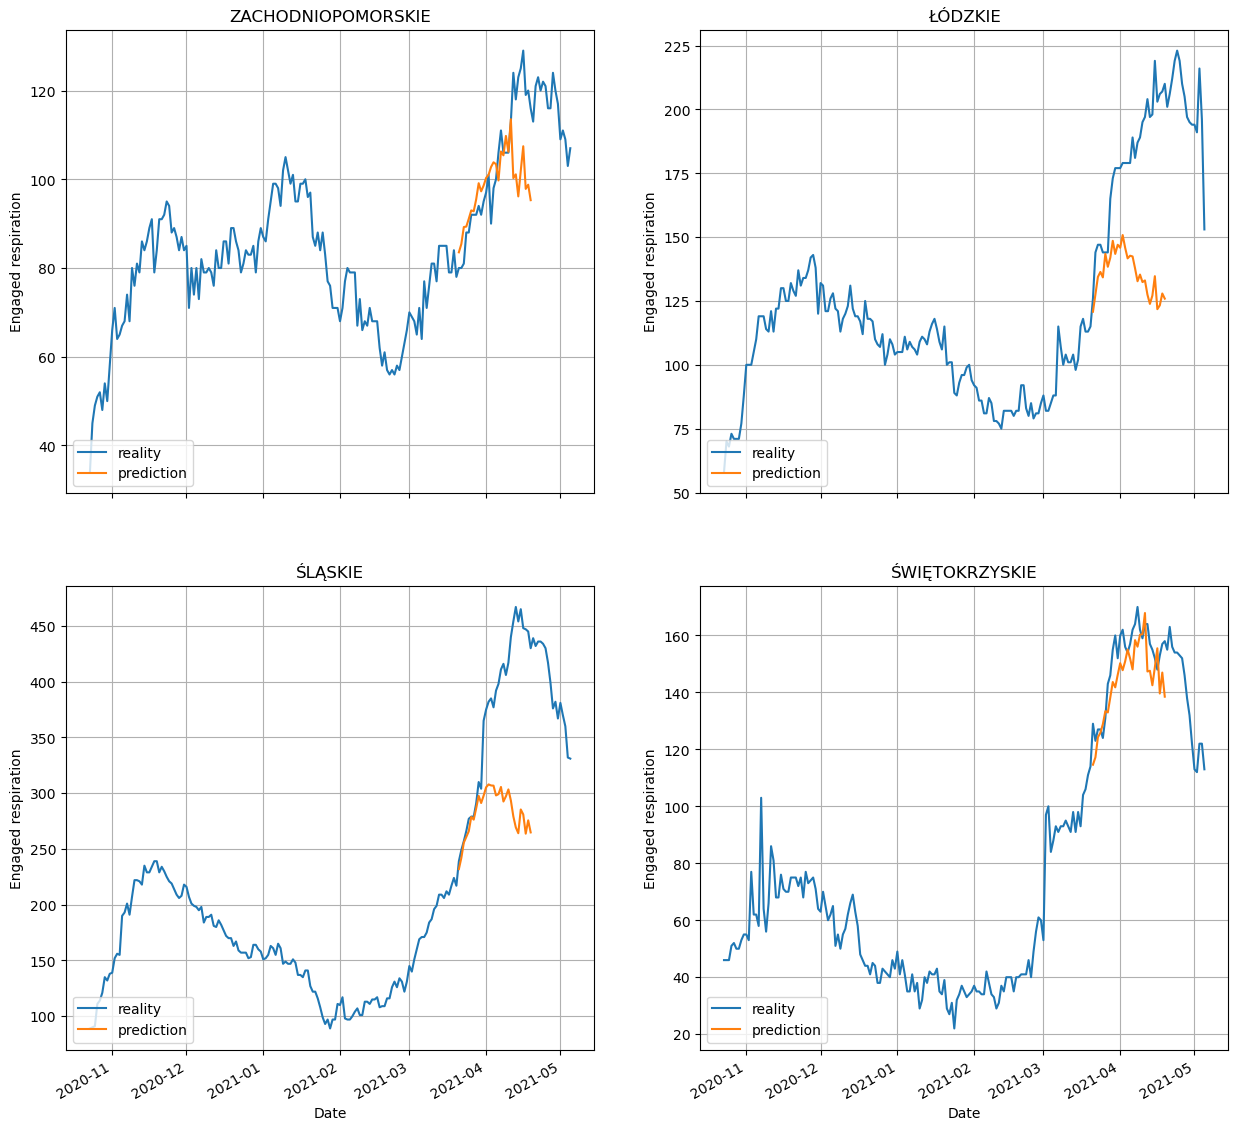 ZACHODNIOPOMORSKIE
Engaged respiration
120
100
80
60
40
reality
prediction
ŁÓDZKIE
Engaged respiration
225
200
175
150
125
100
75
50
reality
prediction
ŚLĄSKIE
Engaged respiration
450
400
350
300
250
200
150
100
reality
prediction
2020-11
2020-12
2021-01
2021-02
2021-03
2021-04
2021-05
Date
ŚWIĘTOKRZYSKIE
Engaged respiration
160
140
120
100
80
60
40
20
reality
prediction
2020-11
2020-12
2021-01
2021-02
2021-03
2021-04
2021-05
Date